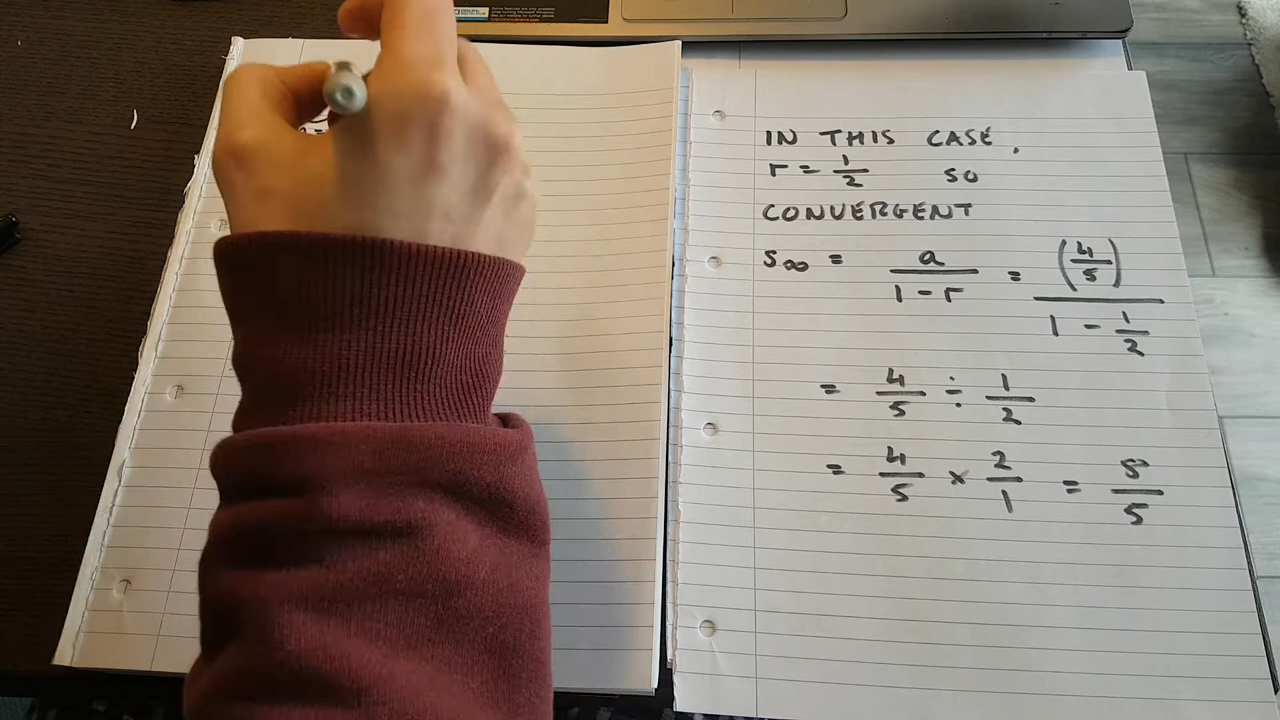 IN THIS CASE,
r = 1/2 so
CONVERGENT
S∞ = a/(1-r) = (4/5)/(1 - 1/2)
= 4/5 ÷ 1/2
= 4/5 × 2/1 = 8/5